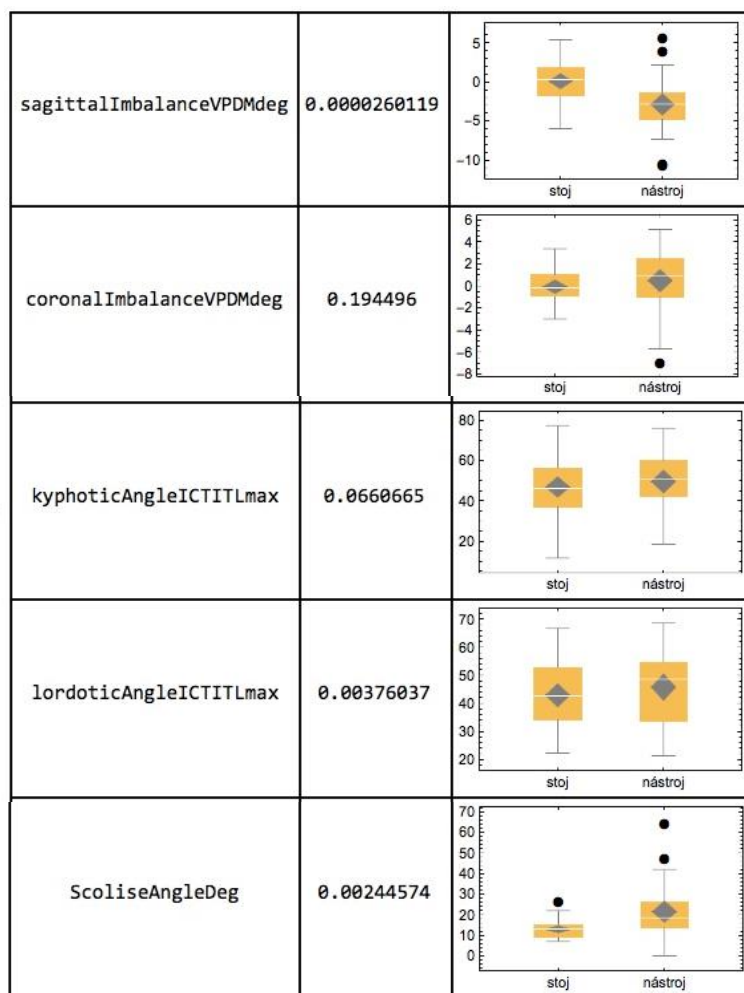 sagittalImbalanceVPDMdeg
0.0000260119
5
0
−5
−10
stoj
nástroj
coronalImbalanceVPDMdeg
0.194496
6
4
2
0
−2
−4
−6
−8
stoj
nástroj
kyphoticAngleICTITLmax
0.0660665
80
60
40
20
stoj
nástroj
lordoticAngleICTITLmax
0.00376037
70
60
50
40
30
20
stoj
nástroj
ScolioseAngleDeg
0.00244574
70
60
50
40
30
20
10
0
stoj
nástroj